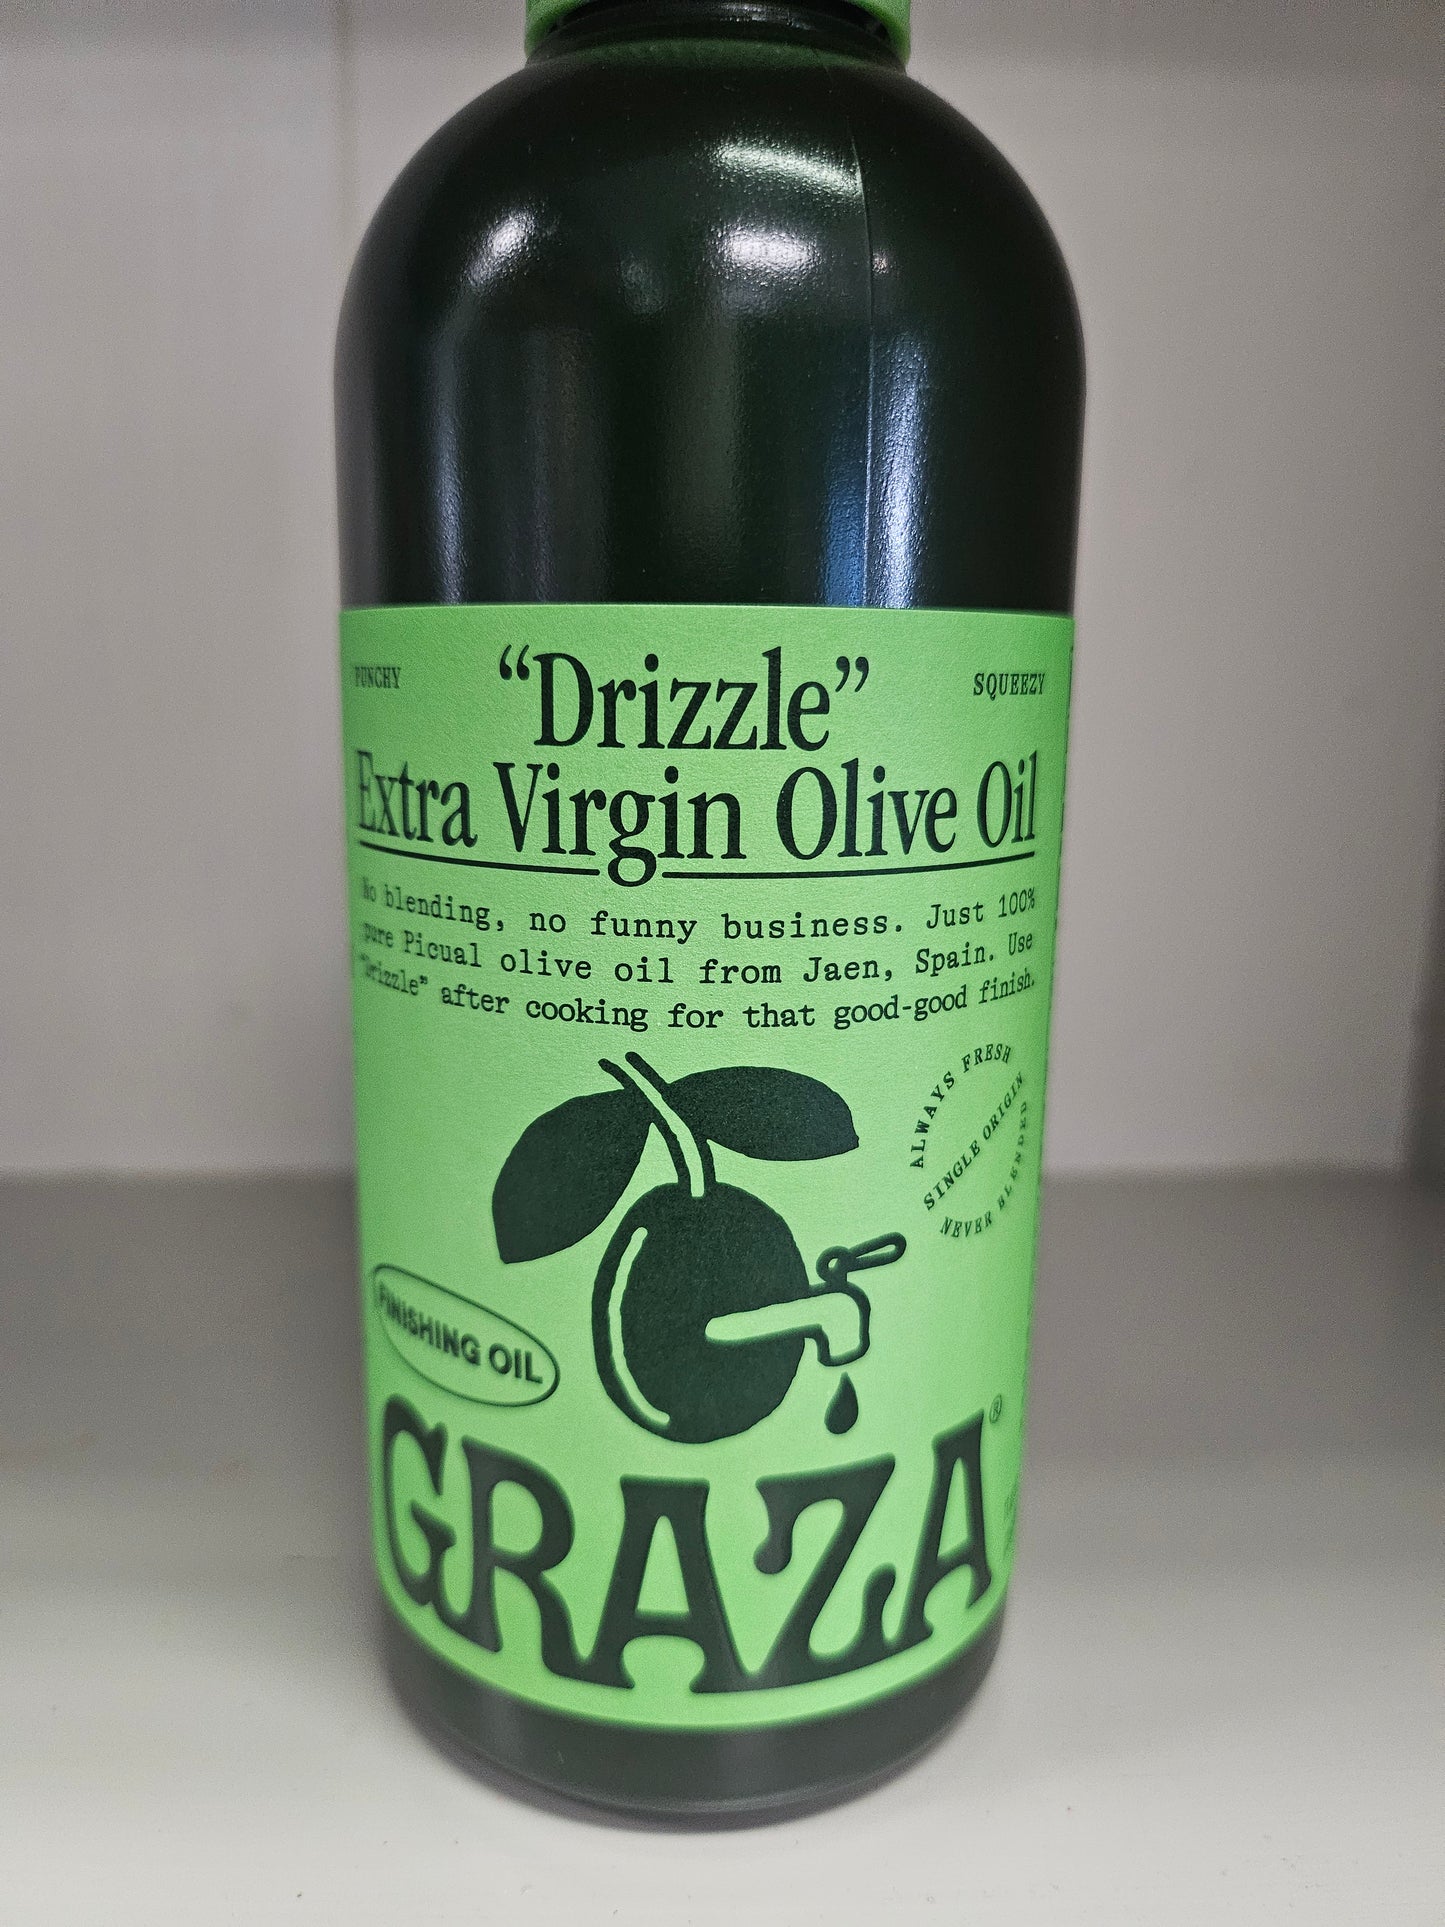 PUNCHY
“Drizzle”
SQUEEZY
Extra Virgin Olive Oil
No blending, no funny business. Just 100%
pure Picual olive oil from Jaen, Spain. Use
“Drizzle” after cooking for that good-good finish.
ALWAYS FRESH
SINGLE ORIGIN
NEVER BLENDED
FINISHING OIL
GRAZA®